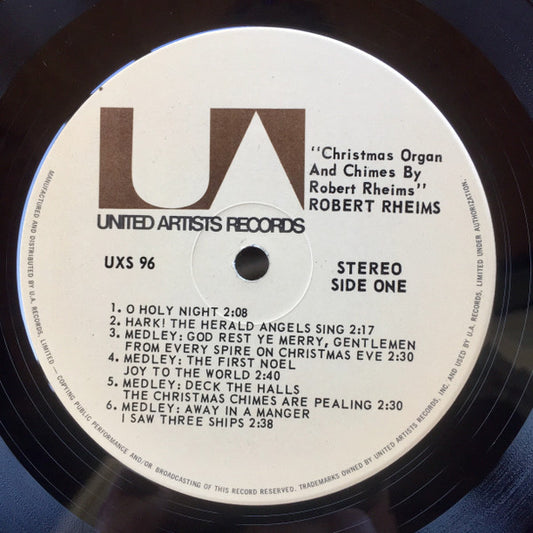 UA
UNITED ARTISTS RECORDS
"Christmas Organ
And Chimes By
Robert Rheims"
ROBERT RHEIMS
UXS 96
STEREO
SIDE ONE
1. O HOLY NIGHT 2:08
2. HARK! THE HERALD ANGELS SING 2:17
3. MEDLEY: GOD REST YE MERRY, GENTLEMEN
FROM EVERY SPIRE ON CHRISTMAS EVE 2:30
4. MEDLEY: THE FIRST NOEL
JOY TO THE WORLD 2:40
5. MEDLEY: DECK THE HALLS
THE CHRISTMAS CHIMES ARE PEALING 2:30
6. MEDLEY: AWAY IN A MANGER
I SAW THREE SHIPS 2:38
MANUFACTURED AND DISTRIBUTED BY U.A. RECORDS, LIMITED — COPYING PUBLIC PERFORMANCE AND/OR BROADCASTING OF THIS RECORD RESERVED. TRADEMARKS OWNED BY UNITED ARTISTS RECORDS, INC. AND USED BY U.A. RECORDS, LIMITED UNDER AUTHORIZATION.